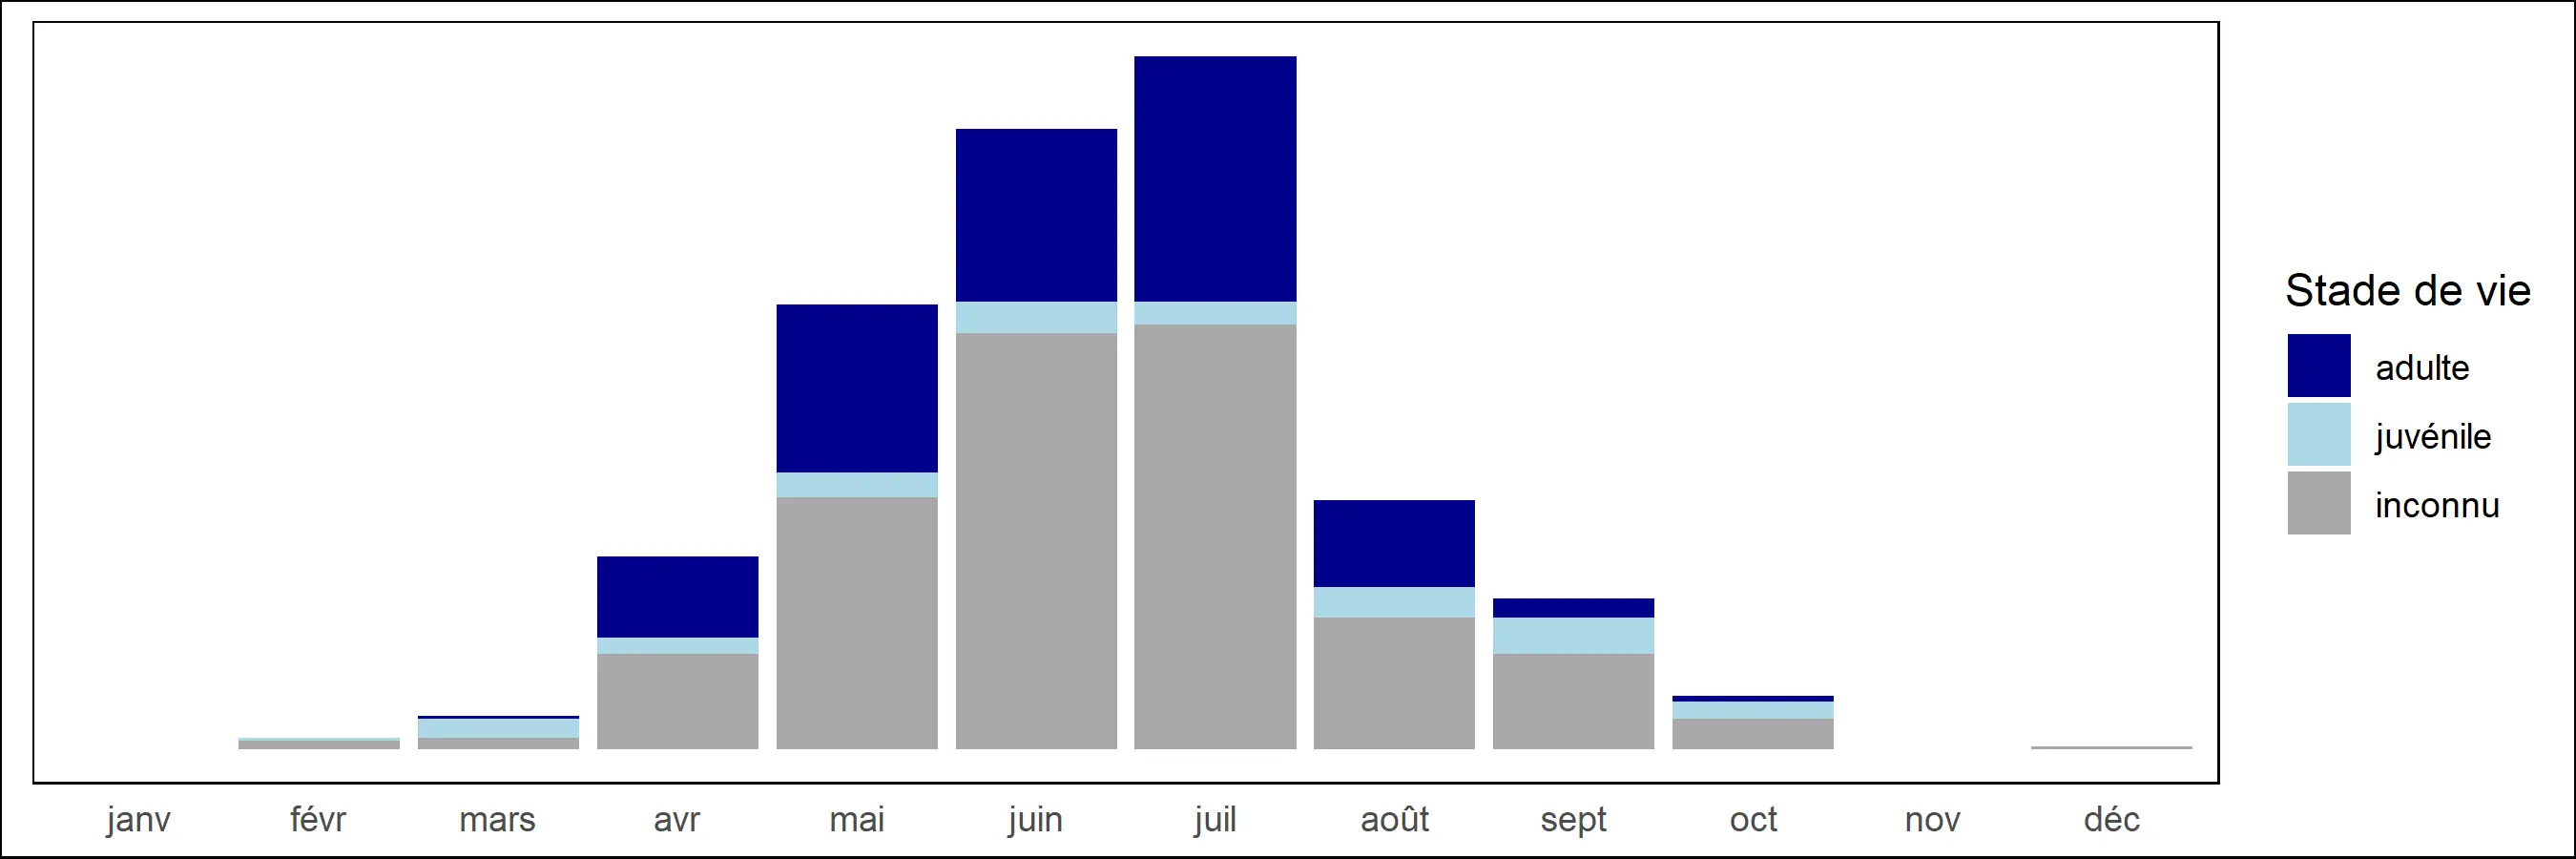 Stade de vie
adulte
juvénile
inconnu
janv févr mars avr mai juin juil août sept oct nov déc